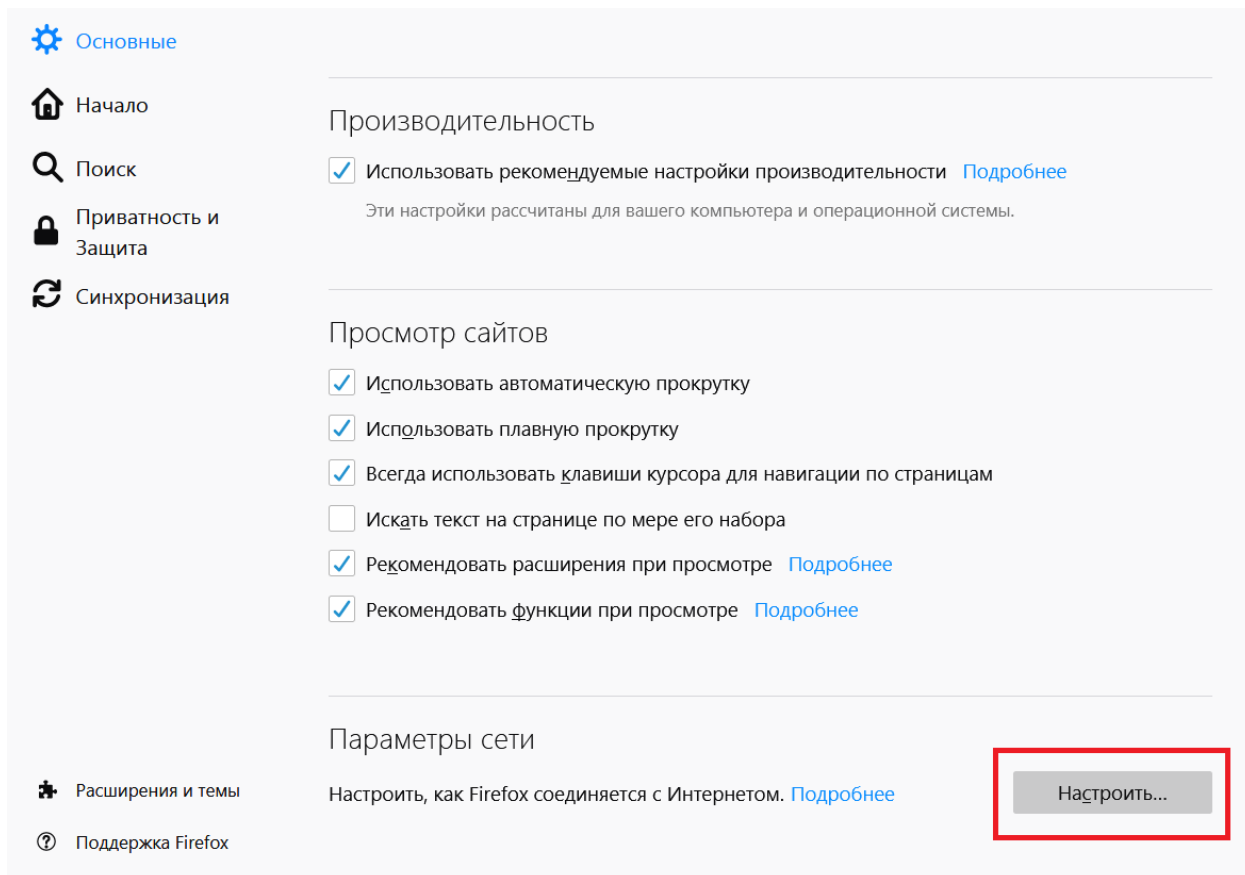 Основные
Начало
Поиск
Приватность и
Защита
Синхронизация
Расширения и темы
Поддержка Firefox
Производительность
Использовать рекомендуемые настройки производительности Подробнее
Эти настройки рассчитаны для вашего компьютера и операционной системы.
Просмотр сайтов
Использовать автоматическую прокрутку
Использовать плавную прокрутку
Всегда использовать клавиши курсора для навигации по страницам
Искать текст на странице по мере его набора
Рекомендовать расширения при просмотре Подробнее
Рекомендовать функции при просмотре Подробнее
Параметры сети
Настроить, как Firefox соединяется с Интернетом. Подробнее
Настроить...